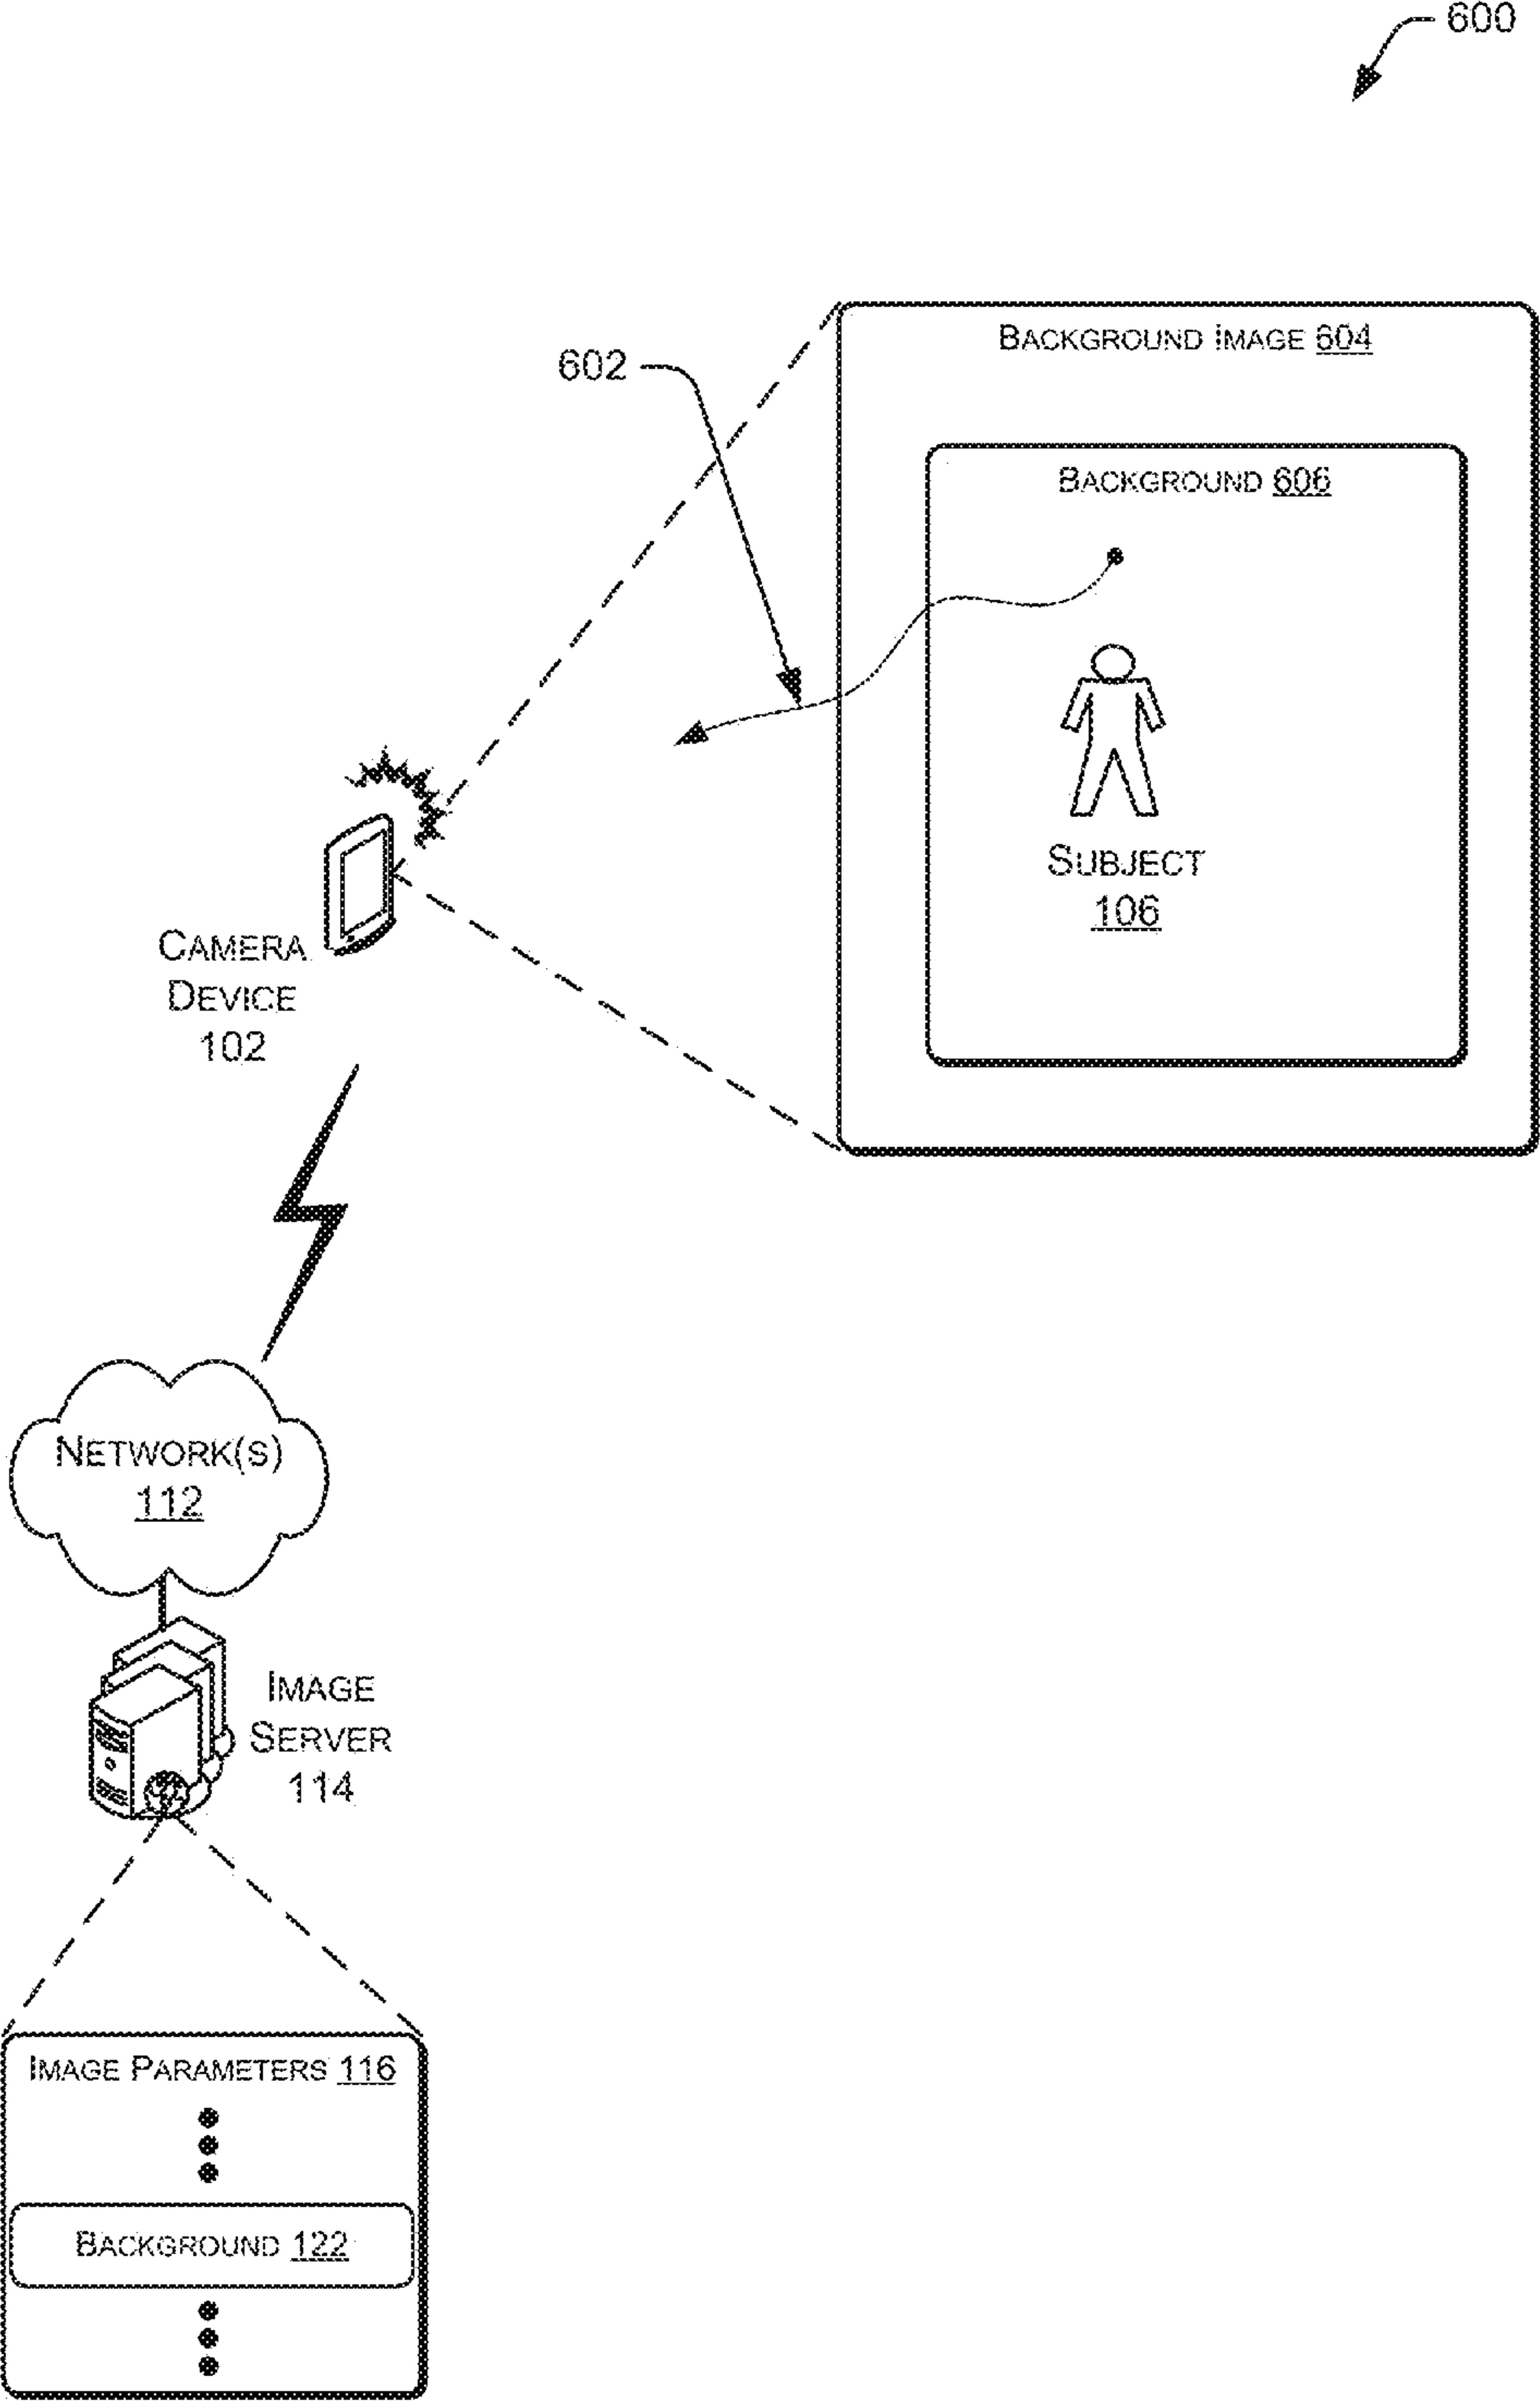 600
BACKGROUND IMAGE 604
602
BACKGROUND 606
SUBJECT
106
CAMERA
DEVICE
102
NETWORK(S)
112
IMAGE
SERVER
114
IMAGE PARAMETERS 116
BACKGROUND 122